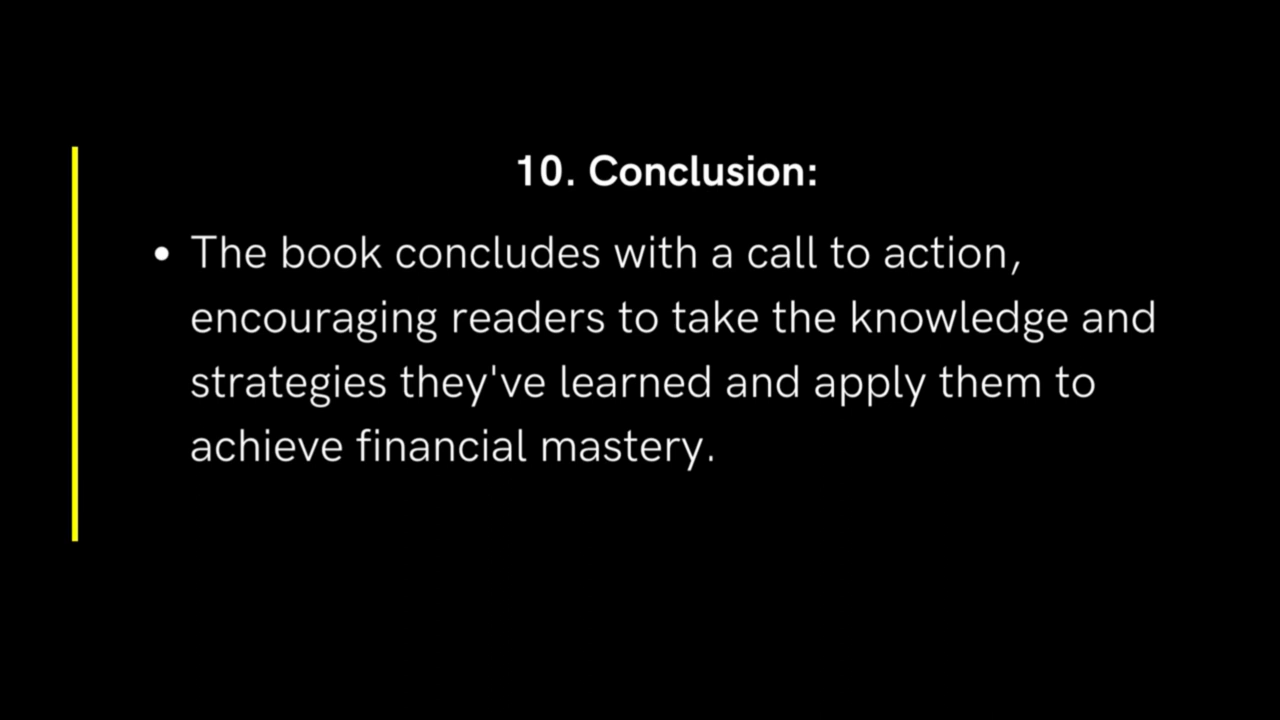 10. Conclusion:
• The book concludes with a call to action,
encouraging readers to take the knowledge and
strategies they've learned and apply them to
achieve financial mastery.